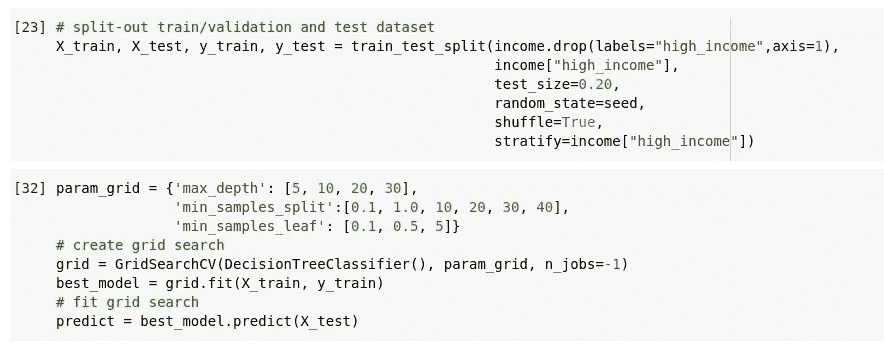 [23] # split-out train/validation and test dataset
X_train, X_test, y_train, y_test = train_test_split(income.drop(labels="high_income",axis=1),
income["high_income"],
test_size=0.20,
random_state=seed,
shuffle=True,
stratify=income["high_income"])
[32] param_grid = {'max_depth': [5, 10, 20, 30],
'min_samples_split':[0.1, 1.0, 10, 20, 30, 40],
'min_samples_leaf': [0.1, 0.5, 5]}
# create grid search
grid = GridSearchCV(DecisionTreeClassifier(), param_grid, n_jobs=-1)
best_model = grid.fit(X_train, y_train)
# fit grid search
predict = best_model.predict(X_test)